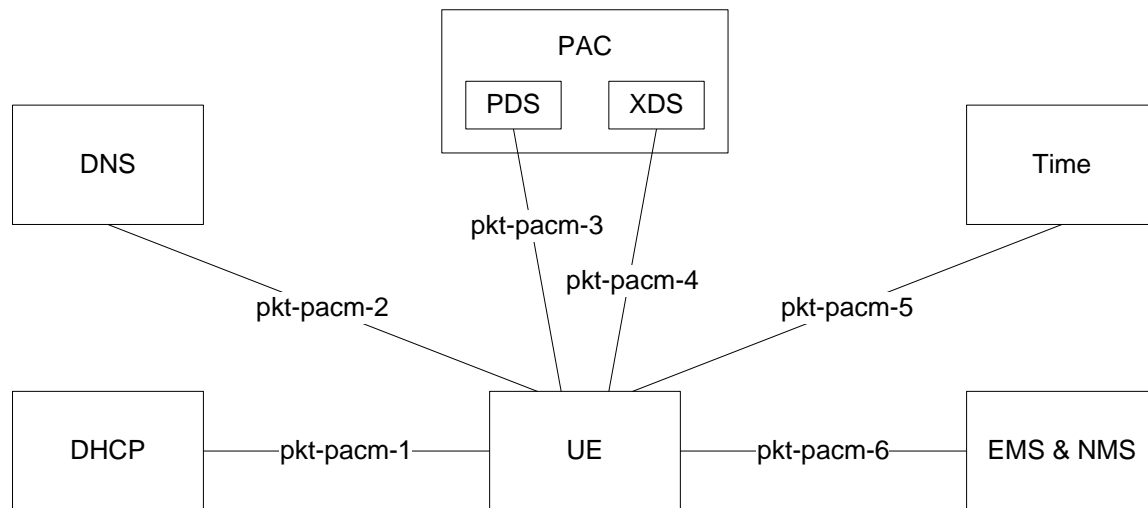 PAC
PDS
XDS
DNS
Time
pkt-pacm-3
pkt-pacm-4
pkt-pacm-2
pkt-pacm-5
DHCP
pkt-pacm-1
UE
pkt-pacm-6
EMS & NMS